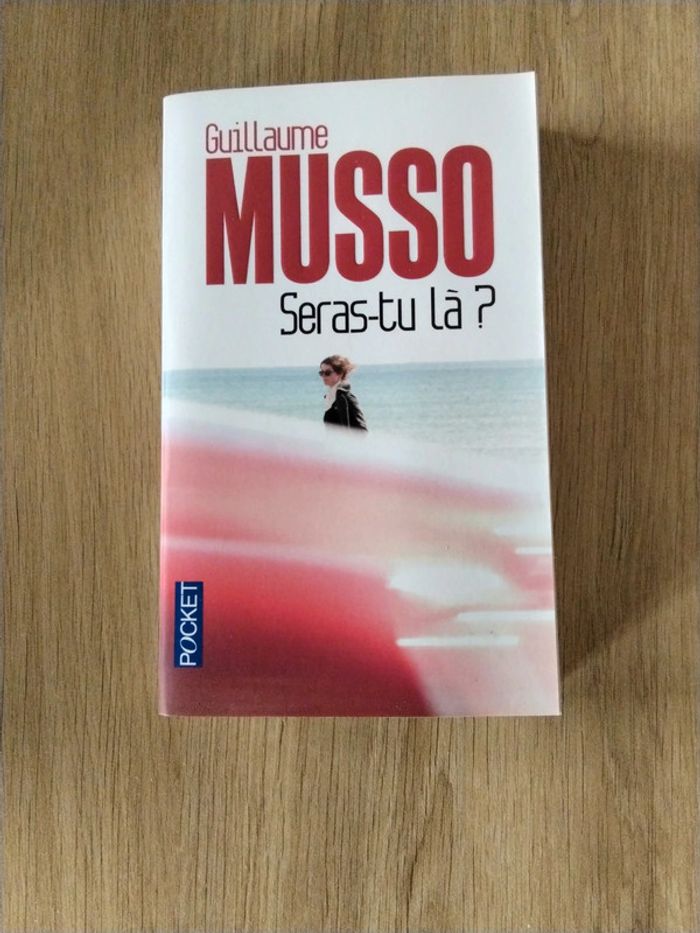 Guillaume
MUSSO
Seras-tu là ?
POCKET